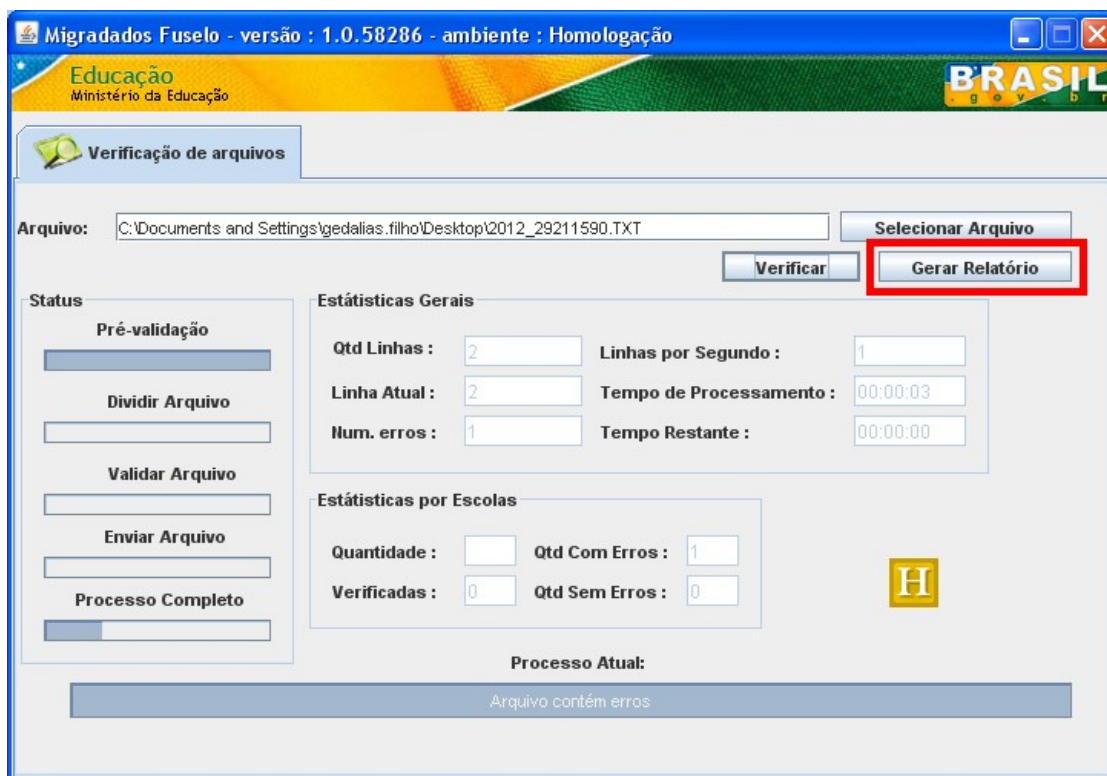 Migradados Fuselo - versão : 1.0.58286 - ambiente : Homologação
Educação
Ministério da Educação
BRASIL
.gov.br
Verificação de arquivos
Arquivo: C:\Documents and Settings\gedalias.filho\Desktop\2012_29211590.TXT Selecionar Arquivo
Verificar Gerar Relatório
Status
Pré-validação
Dividir Arquivo
Validar Arquivo
Enviar Arquivo
Processo Completo
Estátisticas Gerais
Qtd Linhas : 2 Linhas por Segundo : 1
Linha Atual : 2 Tempo de Processamento : 00:00:03
Num. erros : 1 Tempo Restante : 00:00:00
Estátisticas por Escolas
Quantidade : Qtd Com Erros : 1
Verificadas : 0 Qtd Sem Erros : 0
H
Processo Atual:
Arquivo contém erros